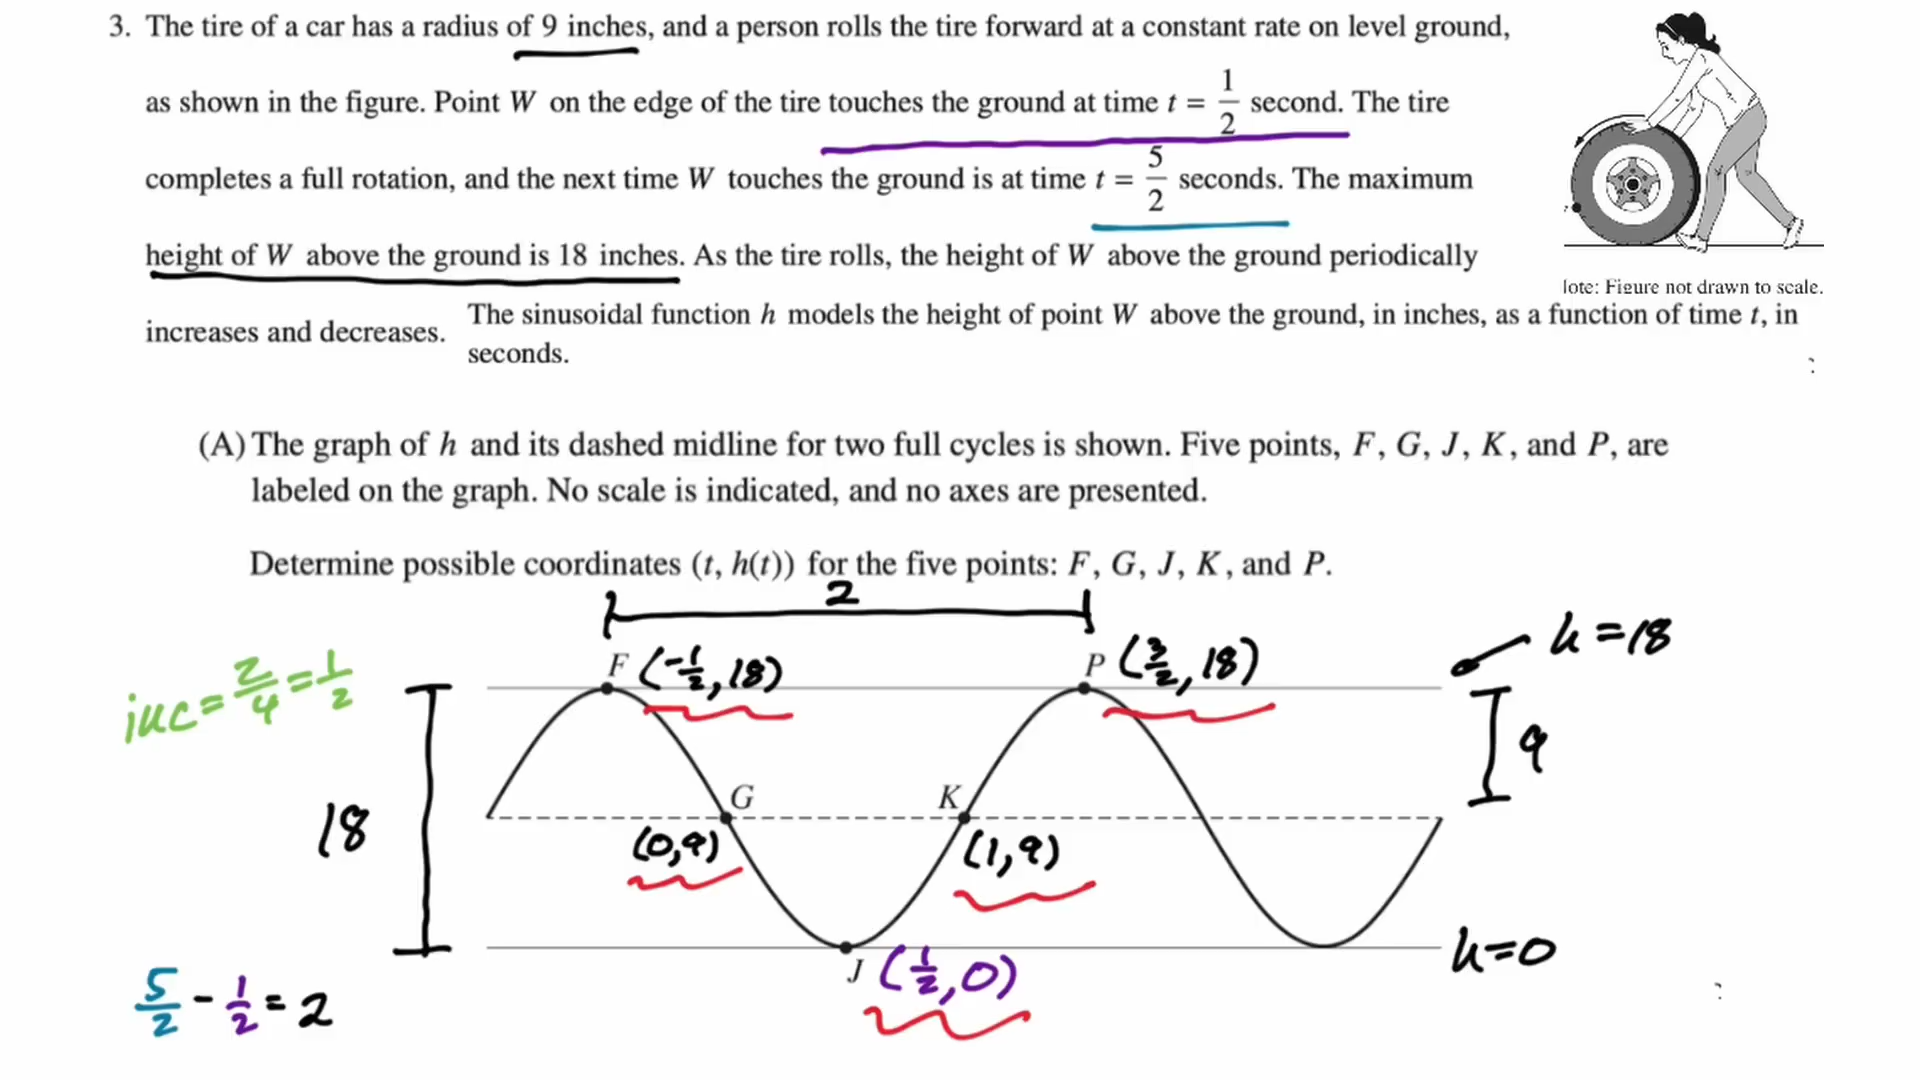 3. The tire of a car has a radius of 9 inches, and a person rolls the tire forward at a constant rate on level ground,
as shown in the figure. Point W on the edge of the tire touches the ground at time t = 1/2 second. The tire
completes a full rotation, and the next time W touches the ground is at time t = 5/2 seconds. The maximum
height of W above the ground is 18 inches. As the tire rolls, the height of W above the ground periodically
increases and decreases.
lote: Figure not drawn to scale.
The sinusoidal function h models the height of point W above the ground, in inches, as a function of time t, in
seconds.
(A) The graph of h and its dashed midline for two full cycles is shown. Five points, F, G, J, K, and P, are
labeled on the graph. No scale is indicated, and no axes are presented.
Determine possible coordinates (t, h(t)) for the five points: F, G, J, K, and P.
2
h=18
inc = 2/4 = 1/2
F (-1/2, 18)
P (3/2, 18)
9
18
G
K
(0,9)
(1,9)
h=0
J (1/2, 0)
5/2 - 1/2 = 2